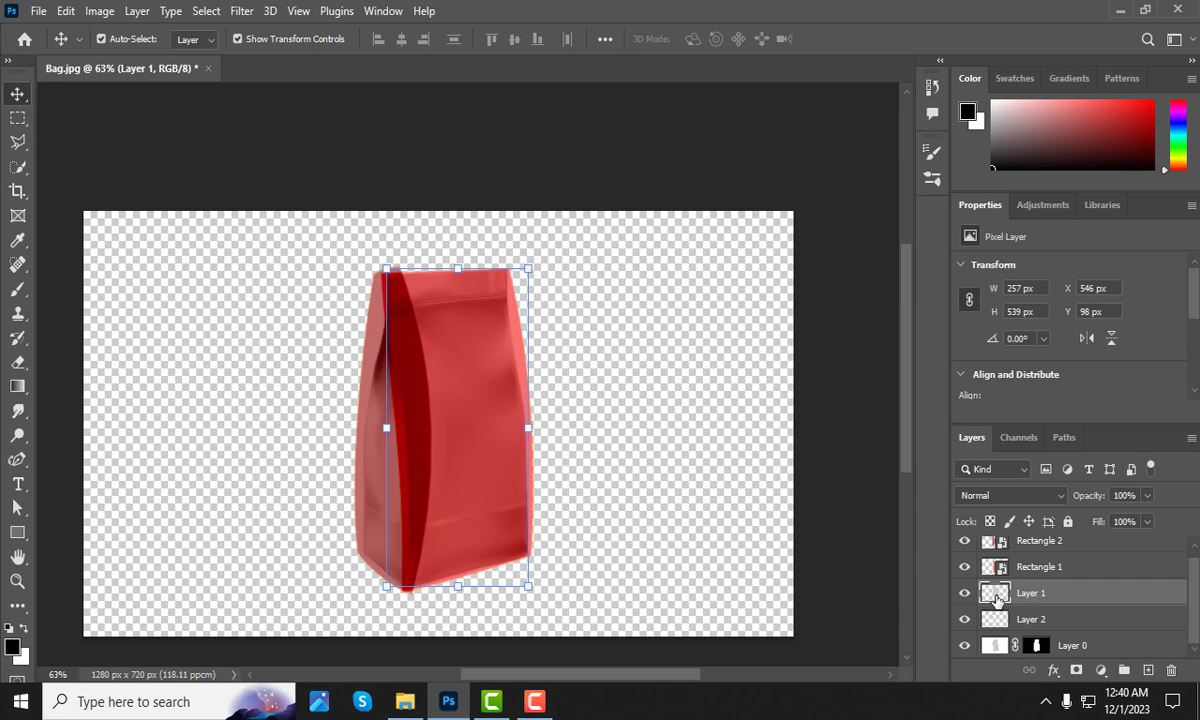 Ps File Edit Image Layer Type Select Filter 3D View Plugins Window Help
Auto-Select: Layer Show Transform Controls 3D Mode:
Bag.jpg @ 63% (Layer 1, RGB/8) *
Color Swatches Gradients Patterns
Properties Adjustments Libraries
Pixel Layer
Transform
W 257 px X 546 px
H 539 px Y 98 px
0.00°
Align and Distribute
Align:
Layers Channels Paths
Kind
Normal Opacity: 100%
Lock: Fill: 100%
Rectangle 2
Rectangle 1
Layer 1
Layer 2
Layer 0
63% 1280 px x 720 px (118.11 ppcm)
Type here to search
Ps
12:40 AM
12/1/2023